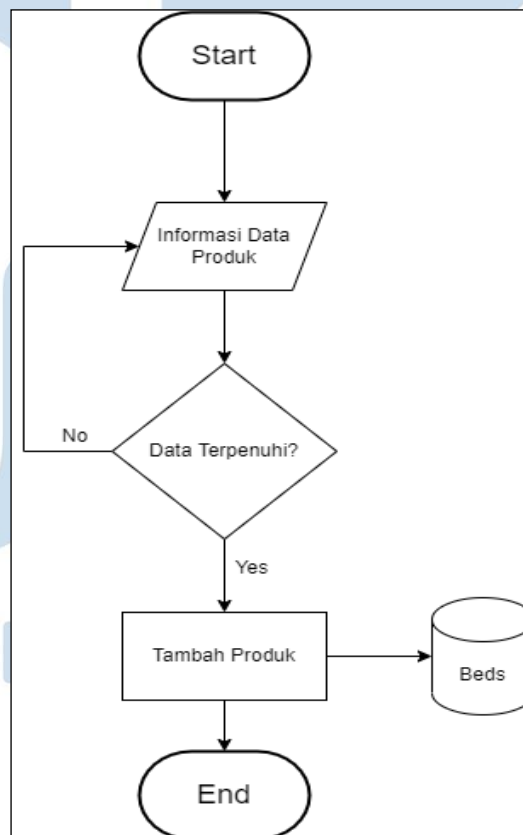 Start
Informasi Data
Produk
Data Terpenuhi?
No
Yes
Tambah Produk
Beds
End